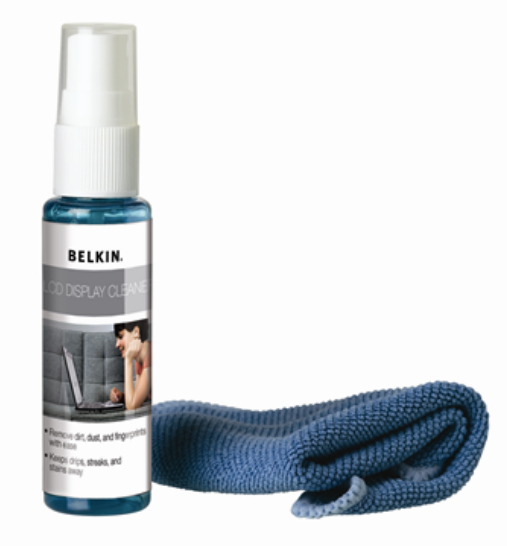 BELKIN.
LCD DISPLAY CLEANE
• Remove dirt, dust, and fingerprints
with ease
• Keeps drips, streaks, and
stains away